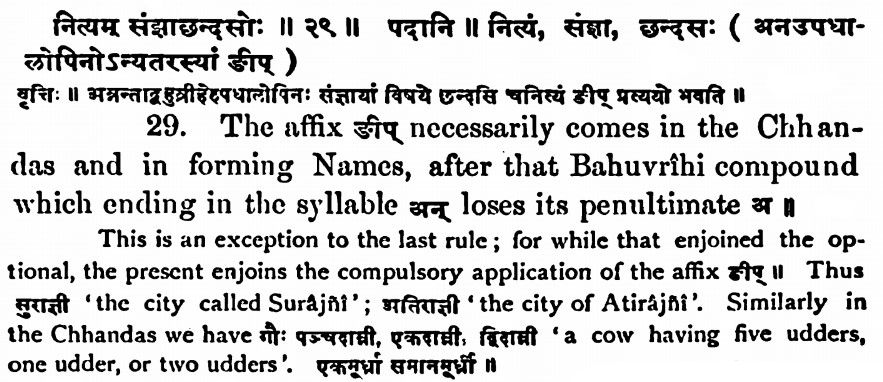 नित्यम् संज्ञाछन्दसोः ॥ २९ ॥ पदानि ॥ नित्यं, संज्ञा, छन्दसः ( अनउपधा-
लोपिनोऽन्यतरस्यां ङीप् )
वृत्तिः ॥ अन्नन्ताद्बहुव्रीहेरुपधालोपिनः संज्ञायां विषये छन्दसि चनित्यं ङीप् प्रत्ययो भवति ॥
29. The affix ङीप् necessarily comes in the Chhan-
das and in forming Names, after that Bahuvrîhi compound
which ending in the syllable अन् loses its penultimate अ ॥
This is an exception to the last rule ; for while that enjoined the op-
tional, the present enjoins the compulsory application of the affix ङीप् ॥ Thus
सुराज्ञी 'the city called Surâjñî' ; अतिराज्ञी 'the city of Atirâjñî'. Similarly in
the Chhandas we have गौः पञ्चदाम्नी, एकदाम्नी, द्विदाम्नी 'a cow having five udders,
one udder, or two udders'. एकमूर्ध्नी समानमूर्ध्नी ॥